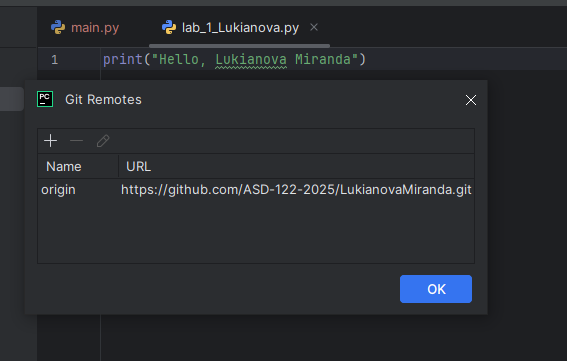 main.py lab_1_Lukianova.py
1 print("Hello, Lukianova Miranda")
PC Git Remotes
Name URL
origin https://github.com/ASD-122-2025/LukianovaMiranda.git
OK